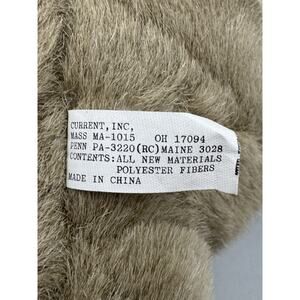 CURRENT, INC,
MASS MA-1015 OH 17094
PENN PA-3220(RC) MAINE 3028
CONTENTS: ALL NEW MATERIALS
POLYESTER FIBERS
MADE IN CHINA